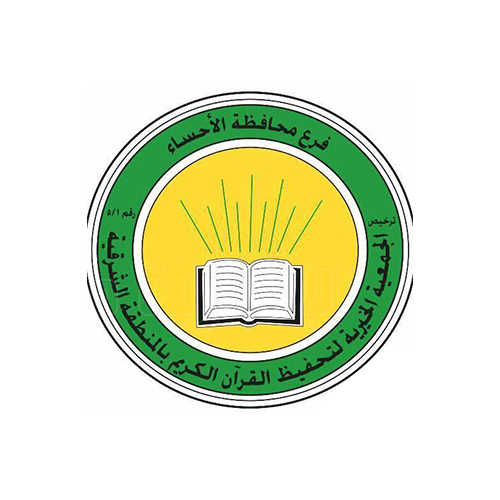 فرع محافظة الأحساء
ترخيص
رقم ٥/١
الجمعية الخيرية لتحفيظ القرآن الكريم بالمنطقة الشرقية